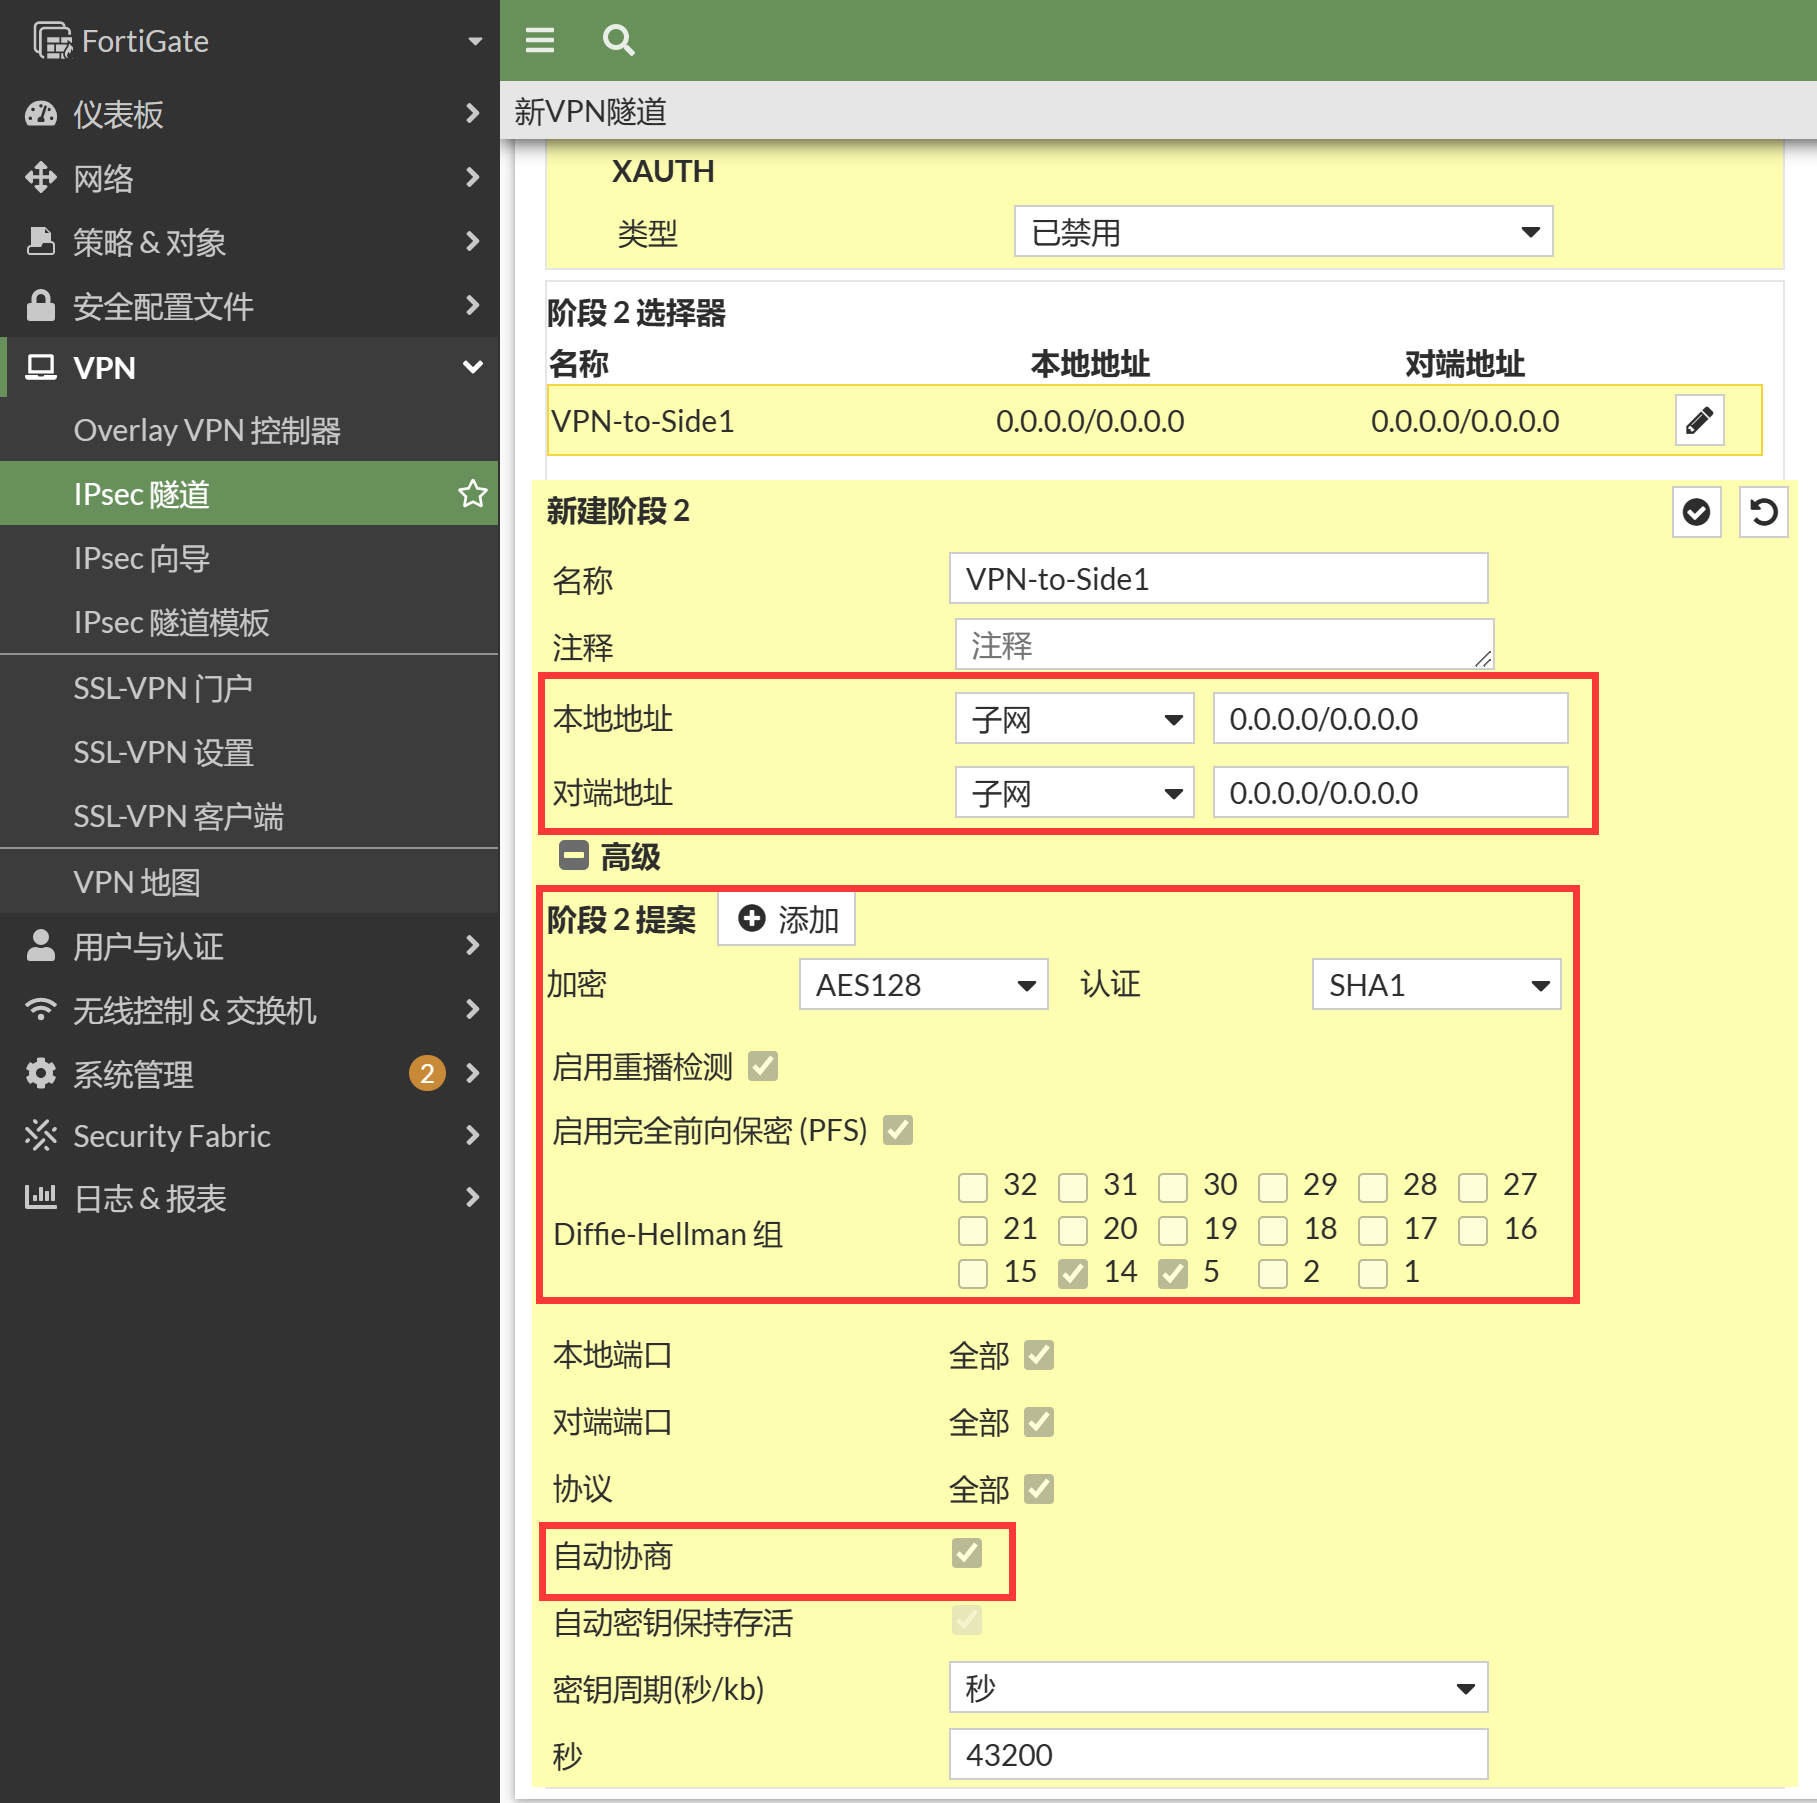 FortiGate
仪表板
网络
策略 & 对象
安全配置文件
VPN
Overlay VPN 控制器
IPsec 隧道
IPsec 向导
IPsec 隧道模板
SSL-VPN 门户
SSL-VPN 设置
SSL-VPN 客户端
VPN 地图
用户与认证
无线控制 & 交换机
系统管理 2
Security Fabric
日志 & 报表
新VPN隧道
XAUTH
类型 已禁用
阶段 2 选择器
名称 本地地址 对端地址
VPN-to-Side1 0.0.0.0/0.0.0.0 0.0.0.0/0.0.0.0
新建阶段 2
名称 VPN-to-Side1
注释 注释
本地地址 子网 0.0.0.0/0.0.0.0
对端地址 子网 0.0.0.0/0.0.0.0
高级
阶段 2 提案 添加
加密 AES128 认证 SHA1
启用重播检测
启用完全前向保密 (PFS)
Diffie-Hellman 组
32 31 30 29 28 27
21 20 19 18 17 16
15 14 5 2 1
本地端口 全部
对端端口 全部
协议 全部
自动协商
自动密钥保持存活
密钥周期(秒/kb) 秒
秒 43200